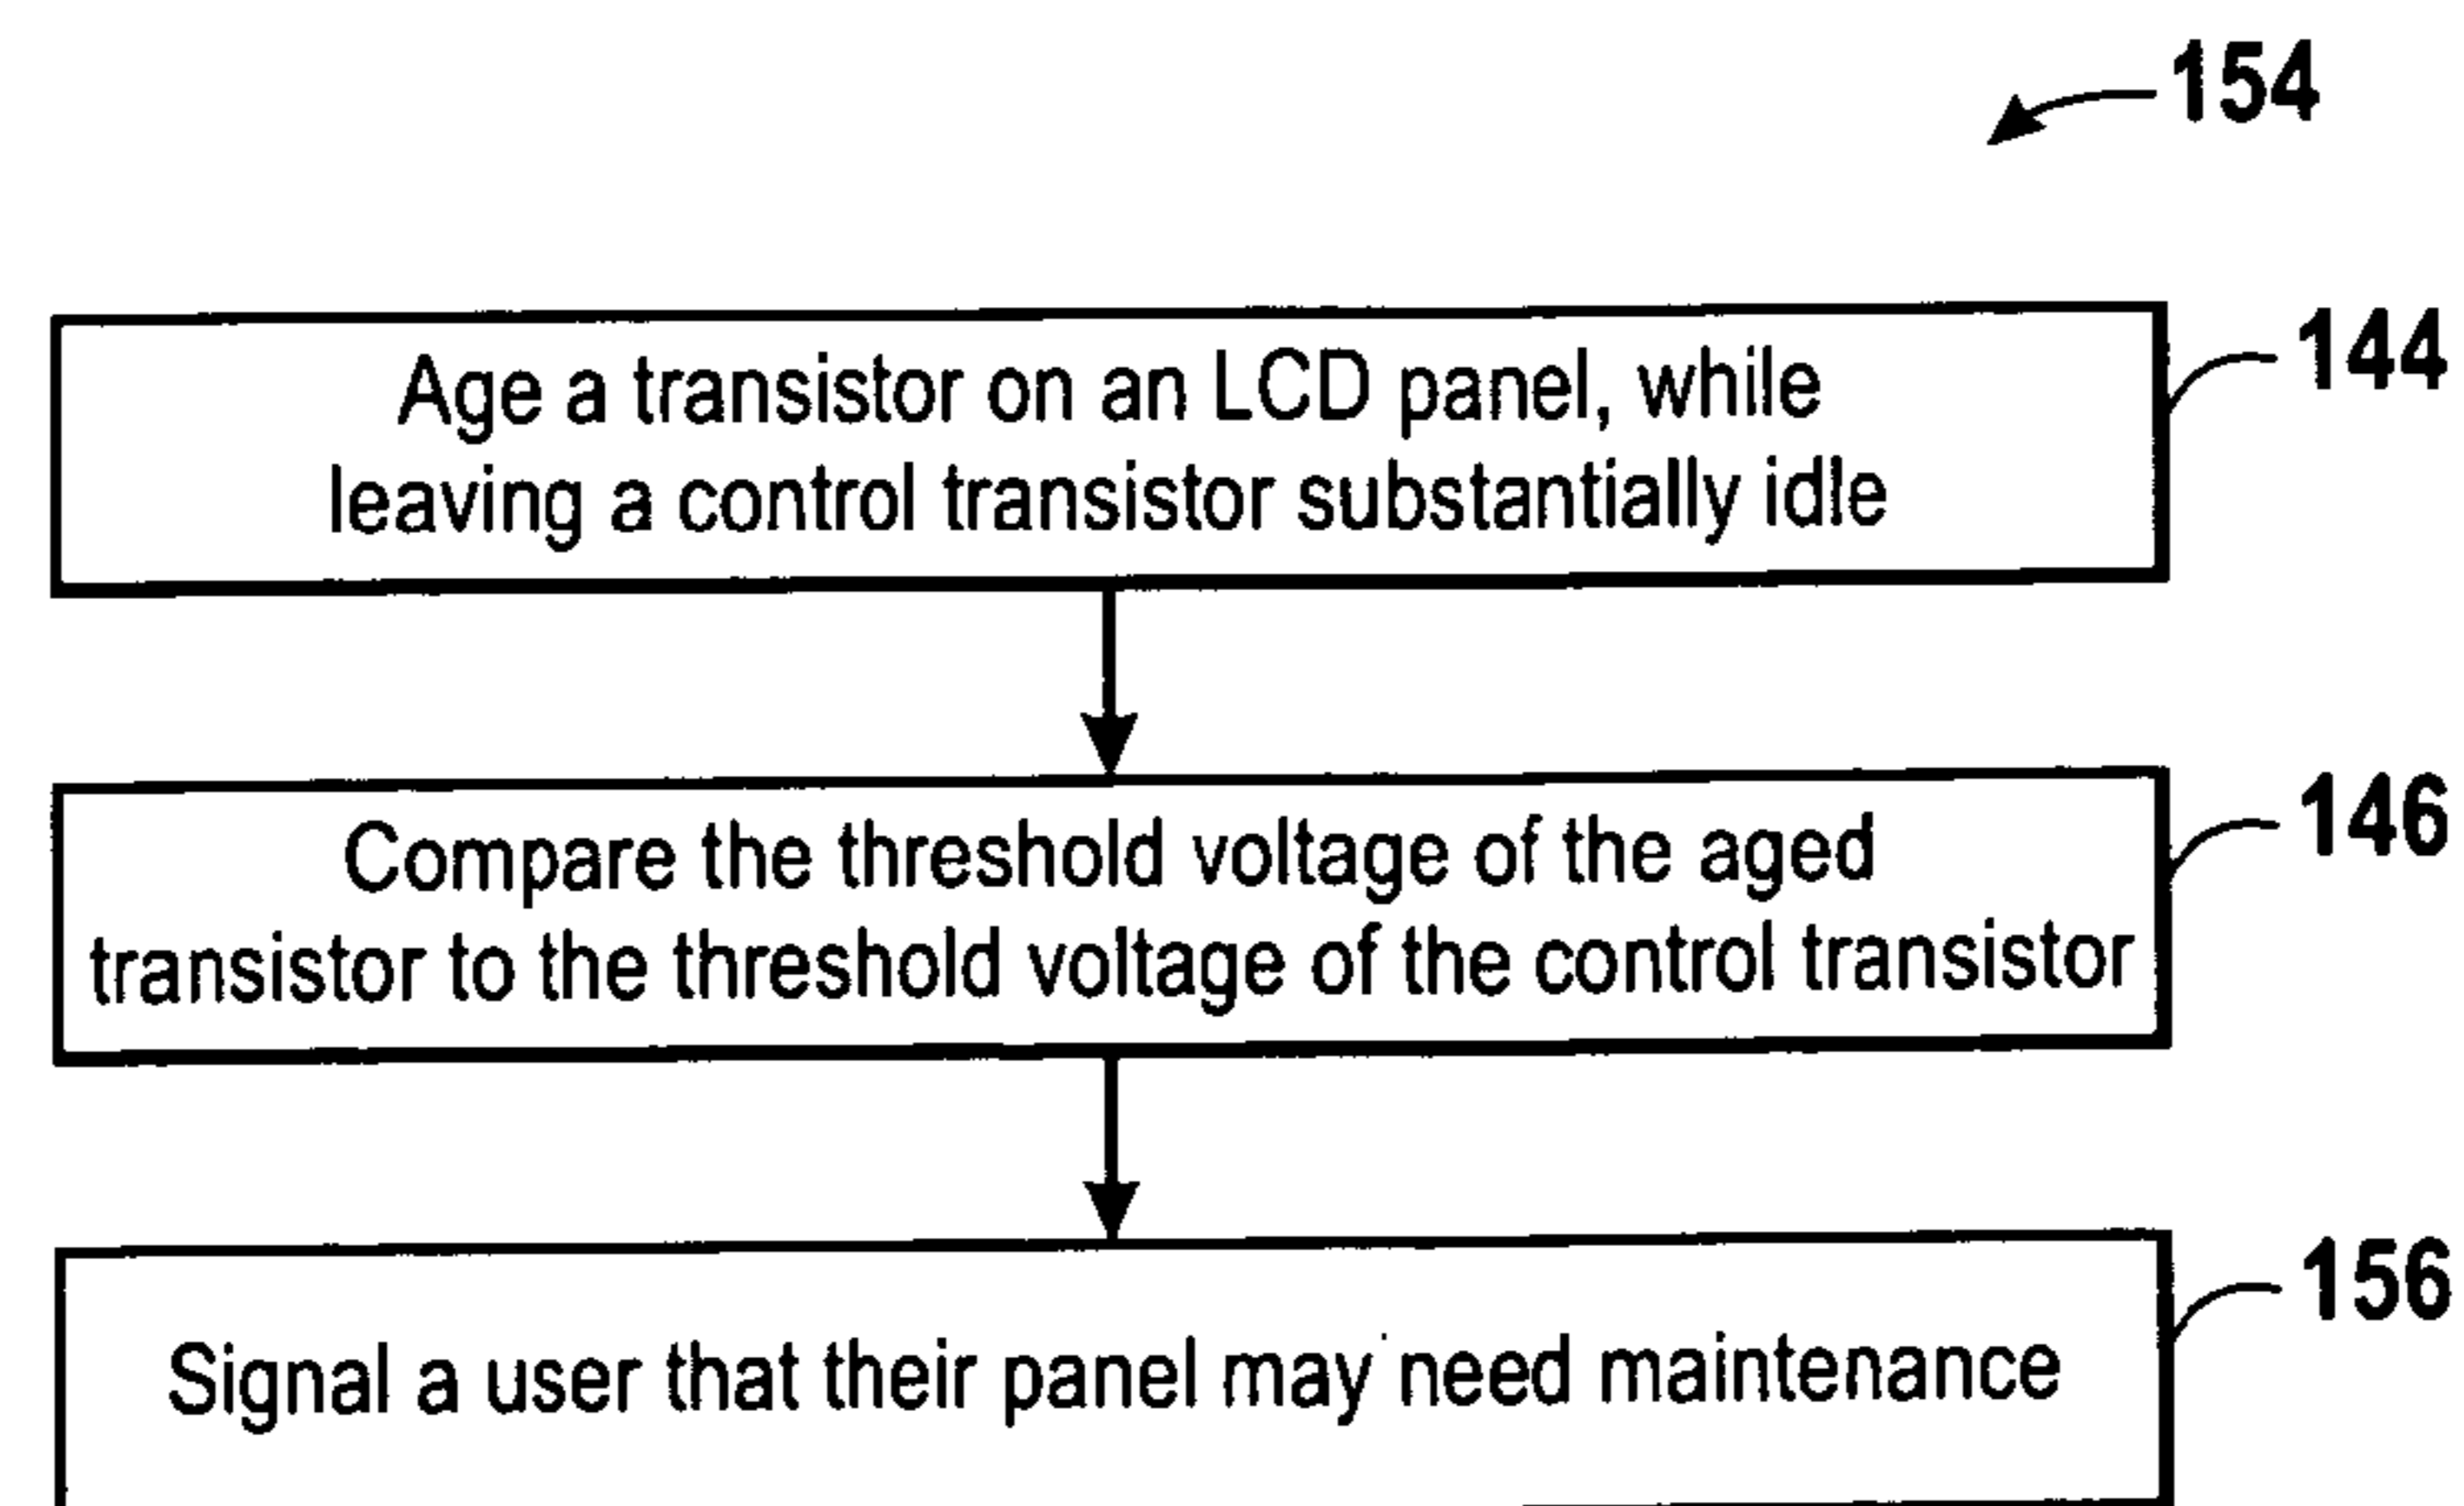 154
Age a transistor on an LCD panel, while
leaving a control transistor substantially idle
144
Compare the threshold voltage of the aged
transistor to the threshold voltage of the control transistor
146
Signal a user that their panel may need maintenance
156